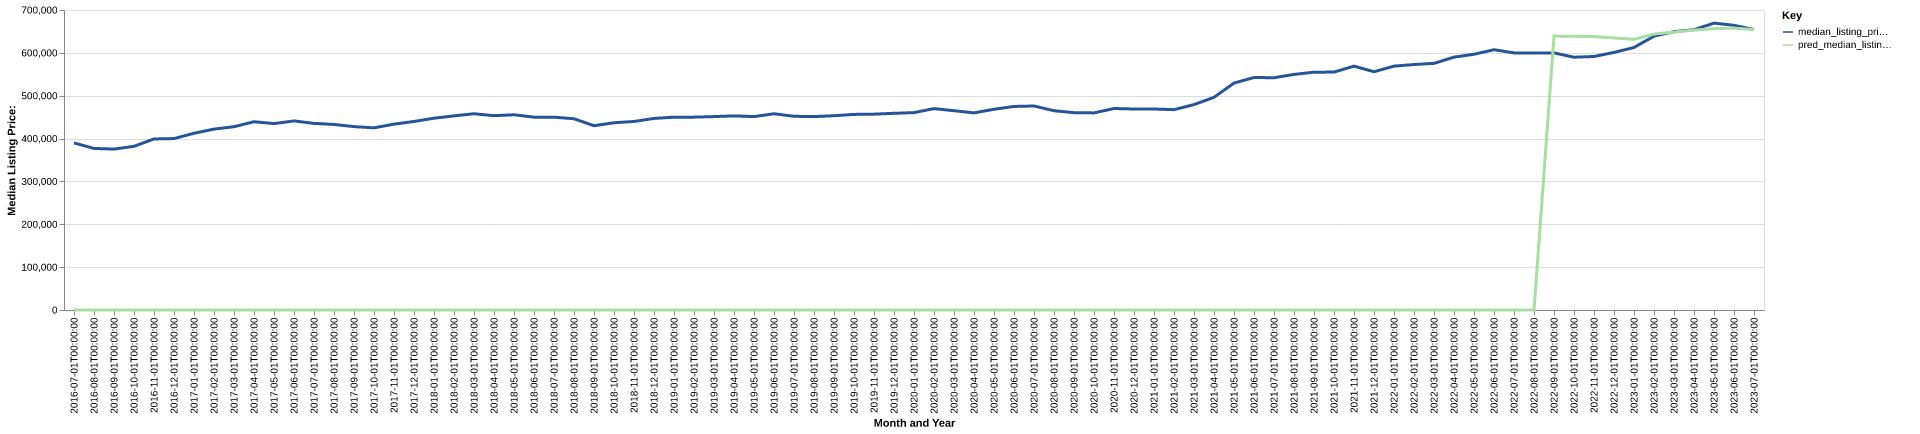 700,000
600,000
500,000
400,000
300,000
200,000
100,000
0
Median Listing Price:
2016-07-01T00:00:00
2016-08-01T00:00:00
2016-09-01T00:00:00
2016-10-01T00:00:00
2016-11-01T00:00:00
2016-12-01T00:00:00
2017-01-01T00:00:00
2017-02-01T00:00:00
2017-03-01T00:00:00
2017-04-01T00:00:00
2017-05-01T00:00:00
2017-06-01T00:00:00
2017-07-01T00:00:00
2017-08-01T00:00:00
2017-09-01T00:00:00
2017-10-01T00:00:00
2017-11-01T00:00:00
2017-12-01T00:00:00
2018-01-01T00:00:00
2018-02-01T00:00:00
2018-03-01T00:00:00
2018-04-01T00:00:00
2018-05-01T00:00:00
2018-06-01T00:00:00
2018-07-01T00:00:00
2018-08-01T00:00:00
2018-09-01T00:00:00
2018-10-01T00:00:00
2018-11-01T00:00:00
2018-12-01T00:00:00
2019-01-01T00:00:00
2019-02-01T00:00:00
2019-03-01T00:00:00
2019-04-01T00:00:00
2019-05-01T00:00:00
2019-06-01T00:00:00
2019-07-01T00:00:00
2019-08-01T00:00:00
2019-09-01T00:00:00
2019-10-01T00:00:00
2019-11-01T00:00:00
2019-12-01T00:00:00
2020-01-01T00:00:00
2020-02-01T00:00:00
2020-03-01T00:00:00
2020-04-01T00:00:00
2020-05-01T00:00:00
2020-06-01T00:00:00
2020-07-01T00:00:00
2020-08-01T00:00:00
2020-09-01T00:00:00
2020-10-01T00:00:00
2020-11-01T00:00:00
2020-12-01T00:00:00
2021-01-01T00:00:00
2021-02-01T00:00:00
2021-03-01T00:00:00
2021-04-01T00:00:00
2021-05-01T00:00:00
2021-06-01T00:00:00
2021-07-01T00:00:00
2021-08-01T00:00:00
2021-09-01T00:00:00
2021-10-01T00:00:00
2021-11-01T00:00:00
2021-12-01T00:00:00
2022-01-01T00:00:00
2022-02-01T00:00:00
2022-03-01T00:00:00
2022-04-01T00:00:00
2022-05-01T00:00:00
2022-06-01T00:00:00
2022-07-01T00:00:00
2022-08-01T00:00:00
2022-09-01T00:00:00
2022-10-01T00:00:00
2022-11-01T00:00:00
2022-12-01T00:00:00
2023-01-01T00:00:00
2023-02-01T00:00:00
2023-03-01T00:00:00
2023-04-01T00:00:00
2023-05-01T00:00:00
2023-06-01T00:00:00
2023-07-01T00:00:00
Month and Year
Key
median_listing_pri…
pred_median_listin…